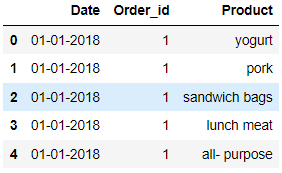 Date Order_id Product
0 01-01-2018 1 yogurt
1 01-01-2018 1 pork
2 01-01-2018 1 sandwich bags
3 01-01-2018 1 lunch meat
4 01-01-2018 1 all- purpose